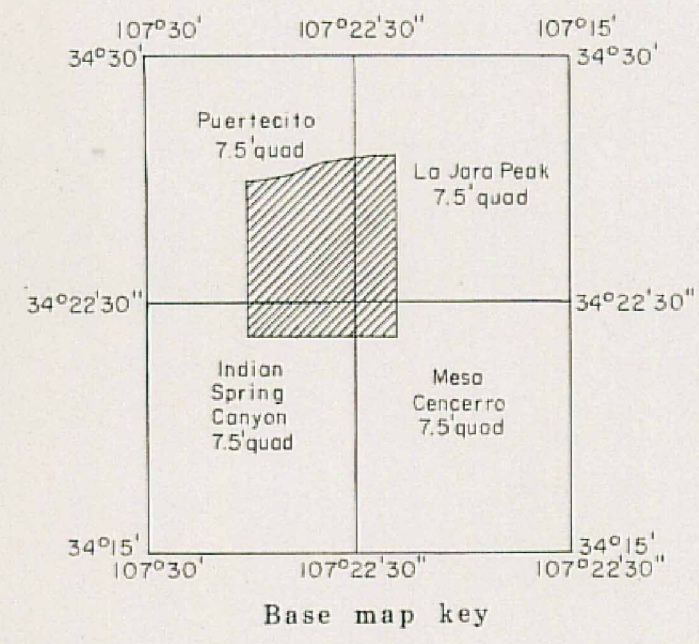 107°30' 107°22'30" 107°15'
34°30' 34°30'
Puertecito
7.5'quad
La Jara Peak
7.5'quad
34°22'30" 34°22'30"
Indian
Spring
Canyon
7.5'quad
Mesa
Cencerro
7.5'quad
34°15' 34°15'
107°30' 107°22'30" 107°22'30"
Base map key